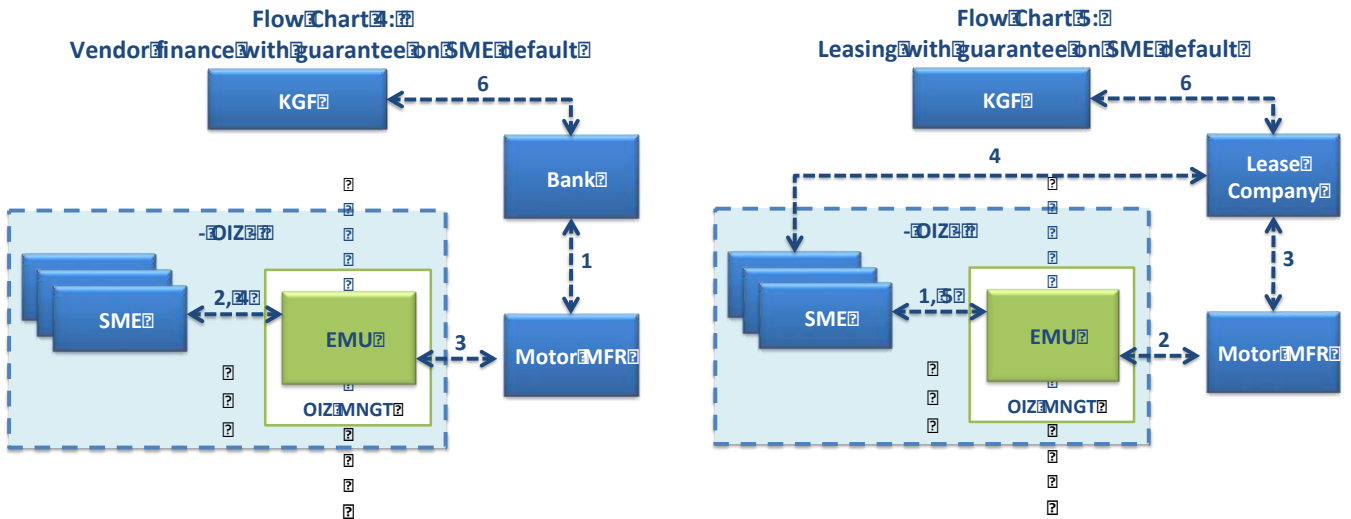 Flow Chart 4:
Vendor finance with guarantee on SME default
KGF
6
Bank
1
- OIZ -
SME
2, 4
EMU
3
Motor MFR
OIZ MNGT
Flow Chart 5:
Leasing with guarantee on SME default
KGF
6
4
Lease
Company
3
- OIZ -
SME
1, 5
EMU
2
Motor MFR
OIZ MNGT